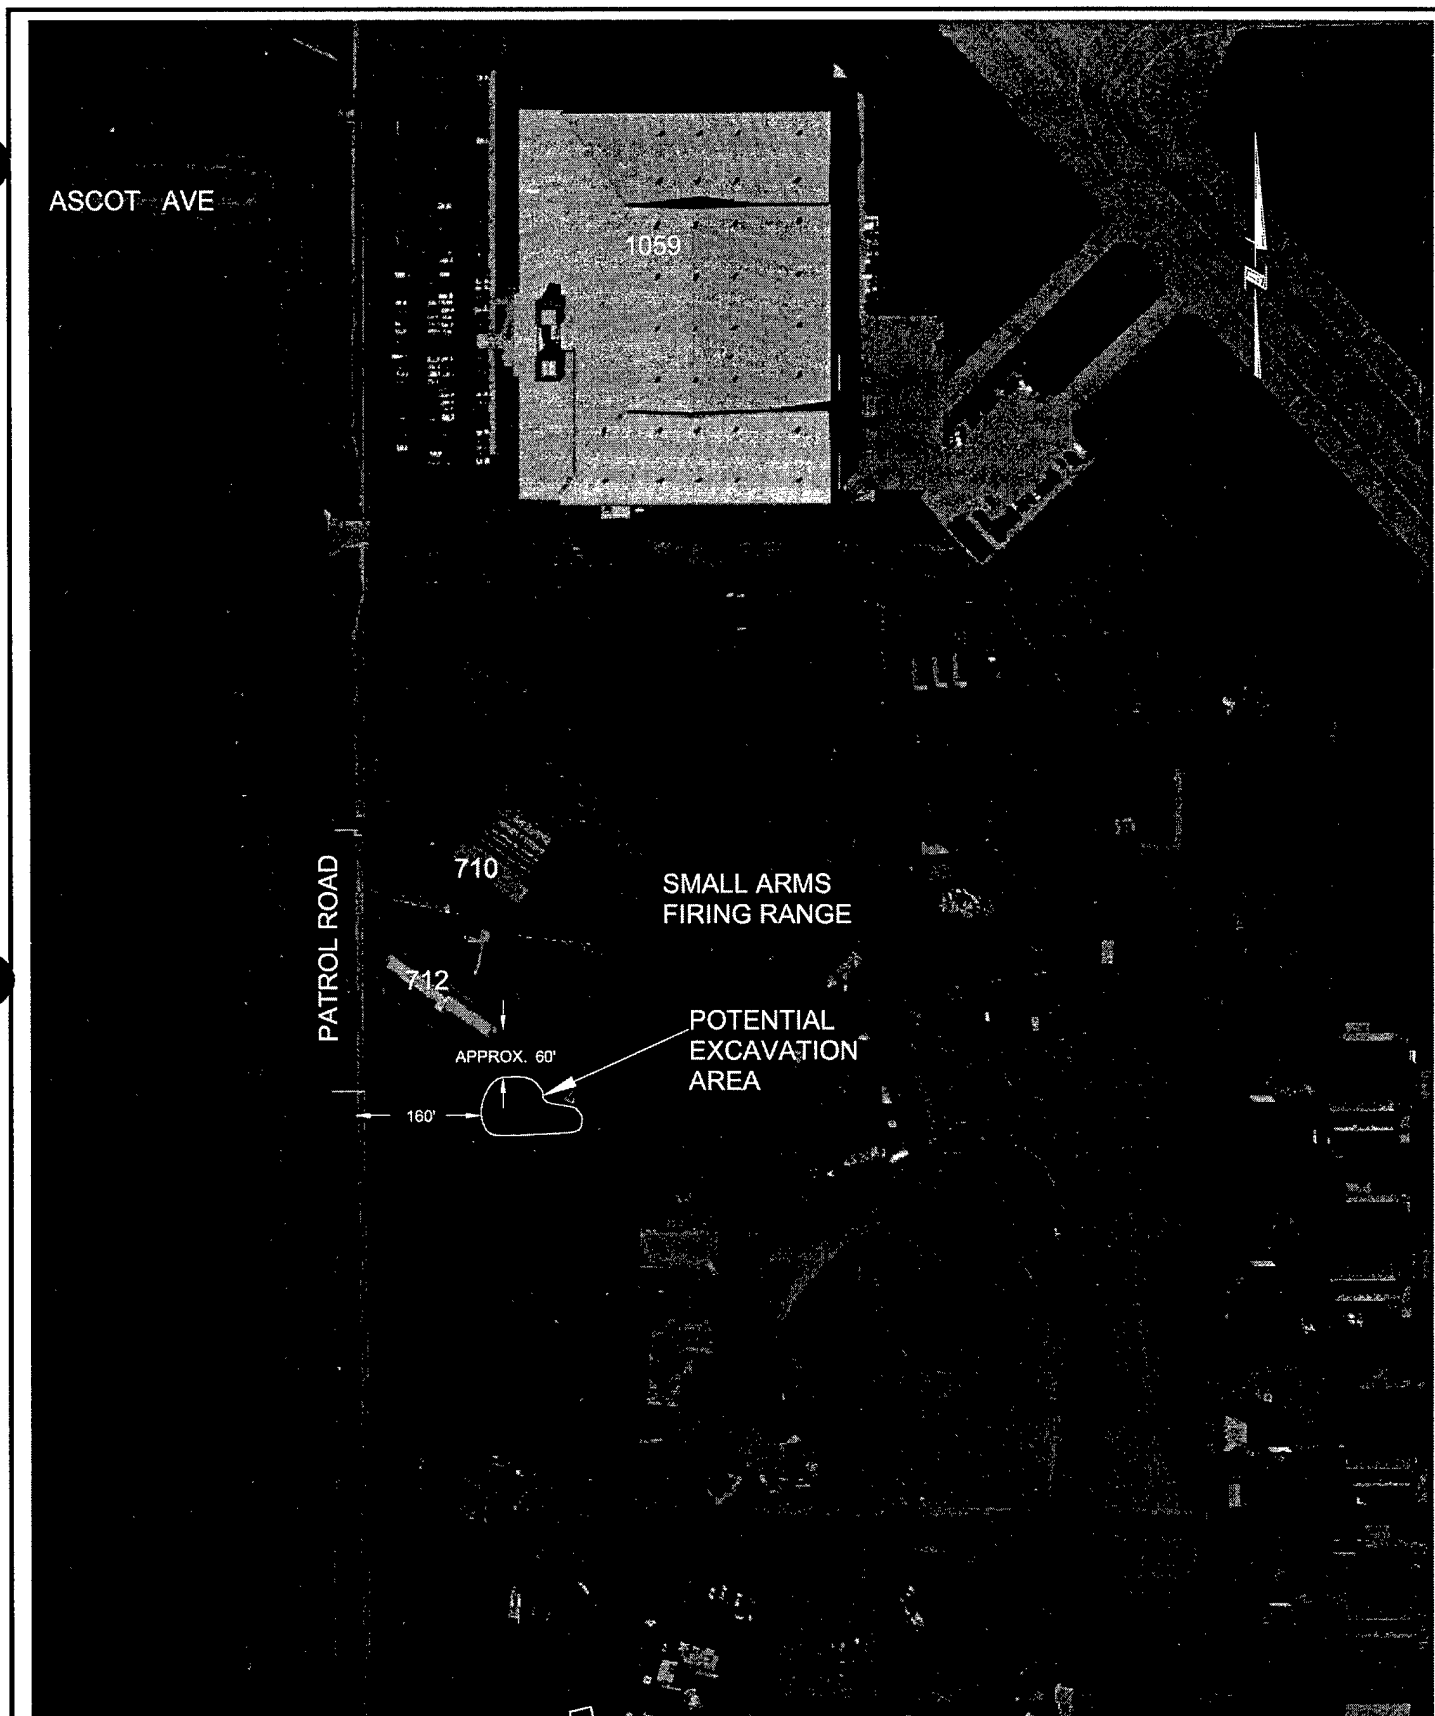 ASCOT AVE
1059
710
SMALL ARMS
FIRING RANGE
PATROL ROAD
712
POTENTIAL
EXCAVATION
AREA
APPROX. 60'
160'